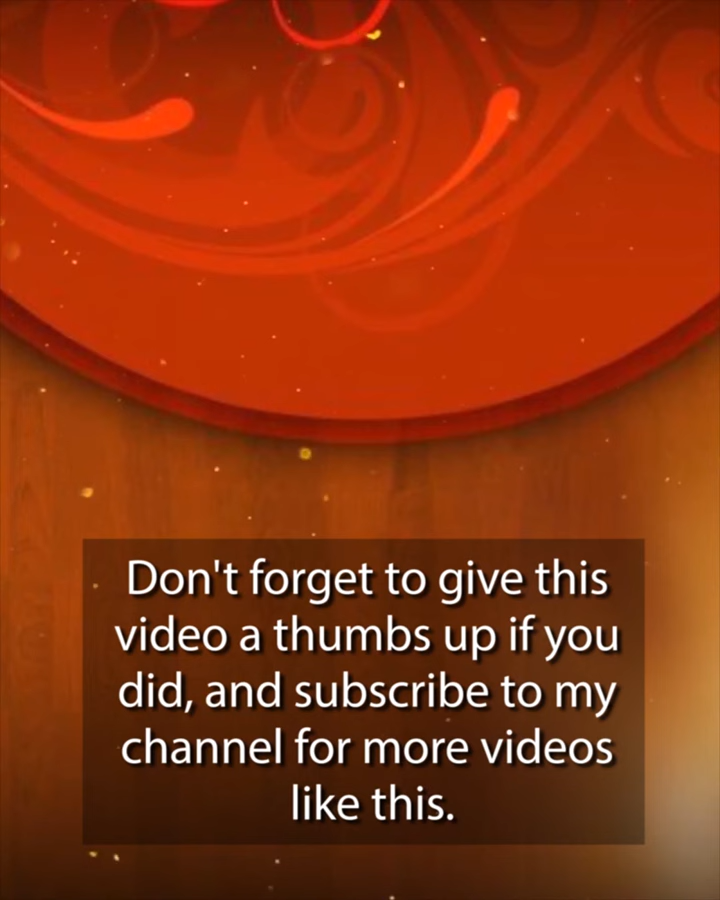 Don't forget to give this
video a thumbs up if you
did, and subscribe to my
channel for more videos
like this.